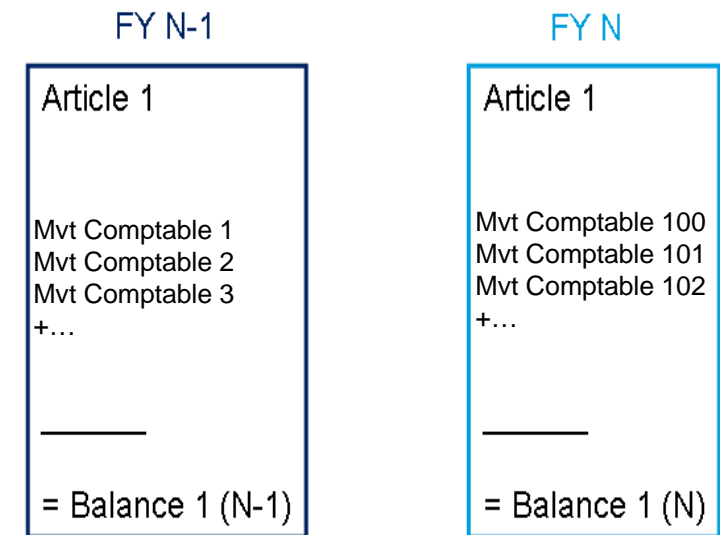 FY N-1
Article 1
Mvt Comptable 1
Mvt Comptable 2
Mvt Comptable 3
+…
= Balance 1 (N-1)
FY N
Article 1
Mvt Comptable 100
Mvt Comptable 101
Mvt Comptable 102
+…
= Balance 1 (N)